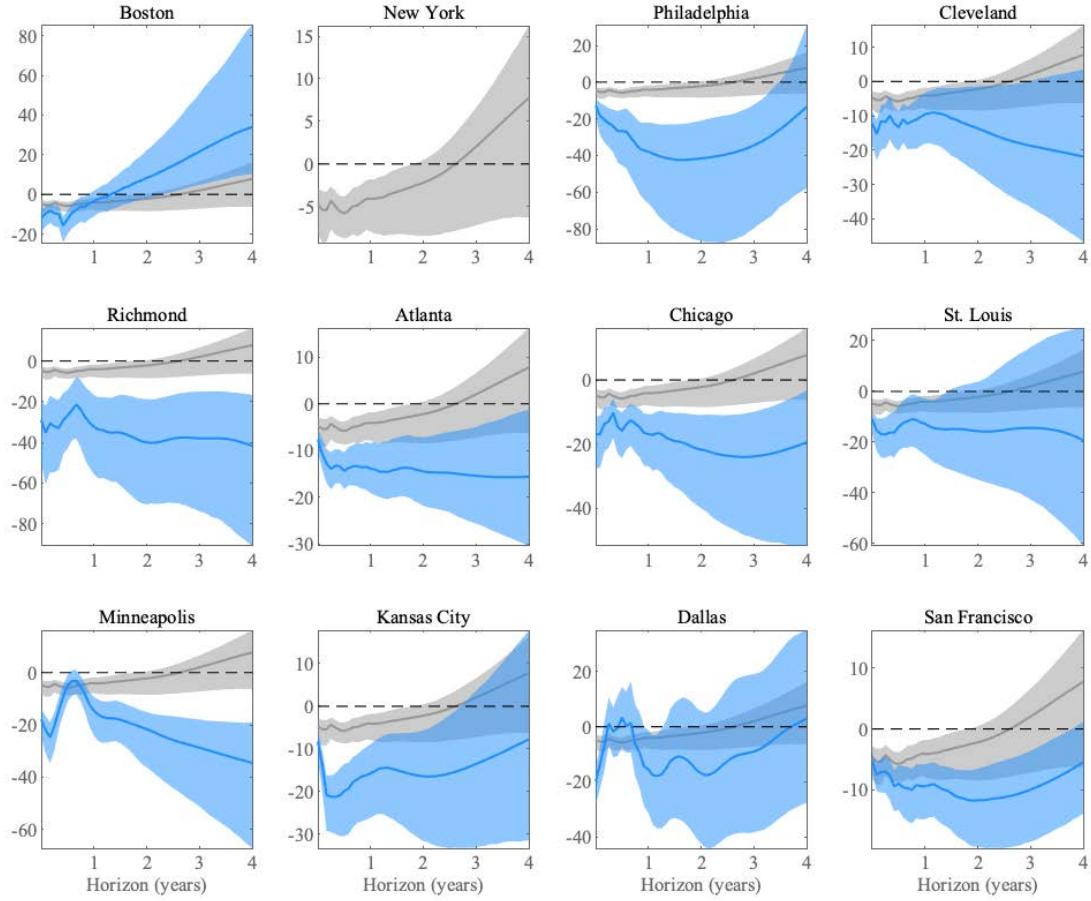 Boston
80
60
40
20
0
-20
1 2 3 4
New York
15
10
5
0
-5
1 2 3 4
Philadelphia
20
0
-20
-40
-60
-80
1 2 3 4
Cleveland
10
0
-10
-20
-30
-40
1 2 3 4
Richmond
0
-20
-40
-60
-80
1 2 3 4
Atlanta
10
0
-10
-20
-30
1 2 3 4
Chicago
0
-20
-40
1 2 3 4
St. Louis
20
0
-20
-40
-60
1 2 3 4
Minneapolis
0
-20
-40
-60
1 2 3 4
Horizon (years)
Kansas City
10
0
-10
-20
-30
1 2 3 4
Horizon (years)
Dallas
20
0
-20
-40
1 2 3 4
Horizon (years)
San Francisco
10
0
-10
1 2 3 4
Horizon (years)